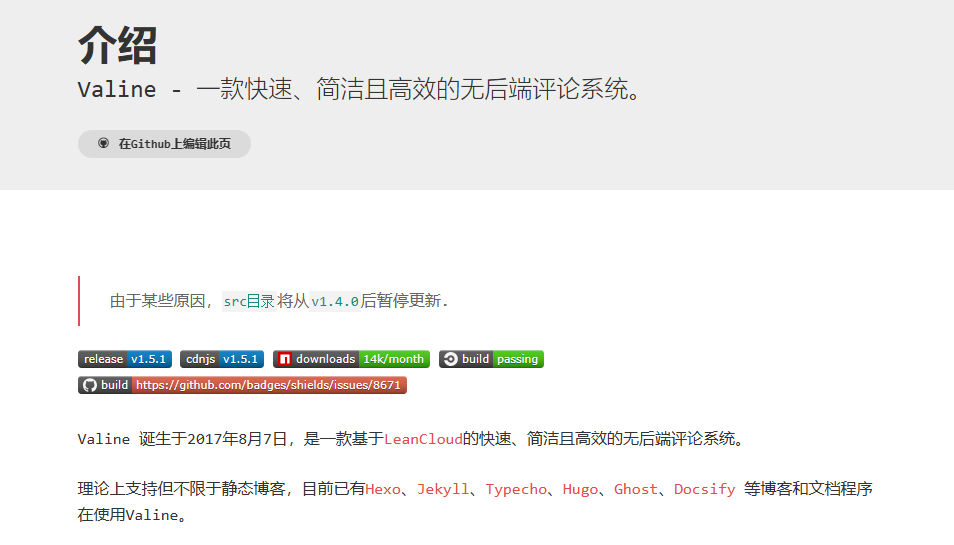 介绍
Valine - 一款快速、简洁且高效的无后端评论系统。
在Github上编辑此页
由于某些原因，src目录将从v1.4.0后暂停更新.
release v1.5.1 cdnjs v1.5.1 downloads 14k/month build passing
build https://github.com/badges/shields/issues/8671
Valine 诞生于2017年8月7日，是一款基于LeanCloud的快速、简洁且高效的无后端评论系统。
理论上支持但不限于静态博客，目前已有Hexo、Jekyll、Typecho、Hugo、Ghost、Docsify 等博客和文档程序
在使用Valine。